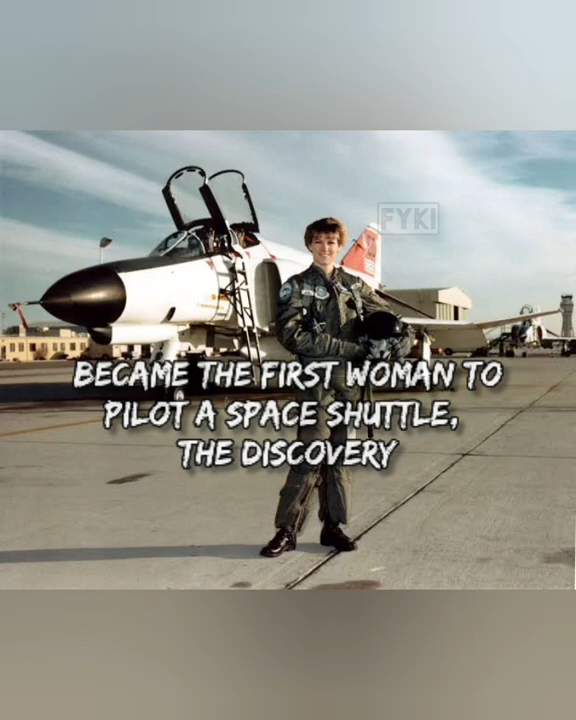 FYKI
BECAME THE FIRST WOMAN TO
PILOT A SPACE SHUTTLE,
THE DISCOVERY